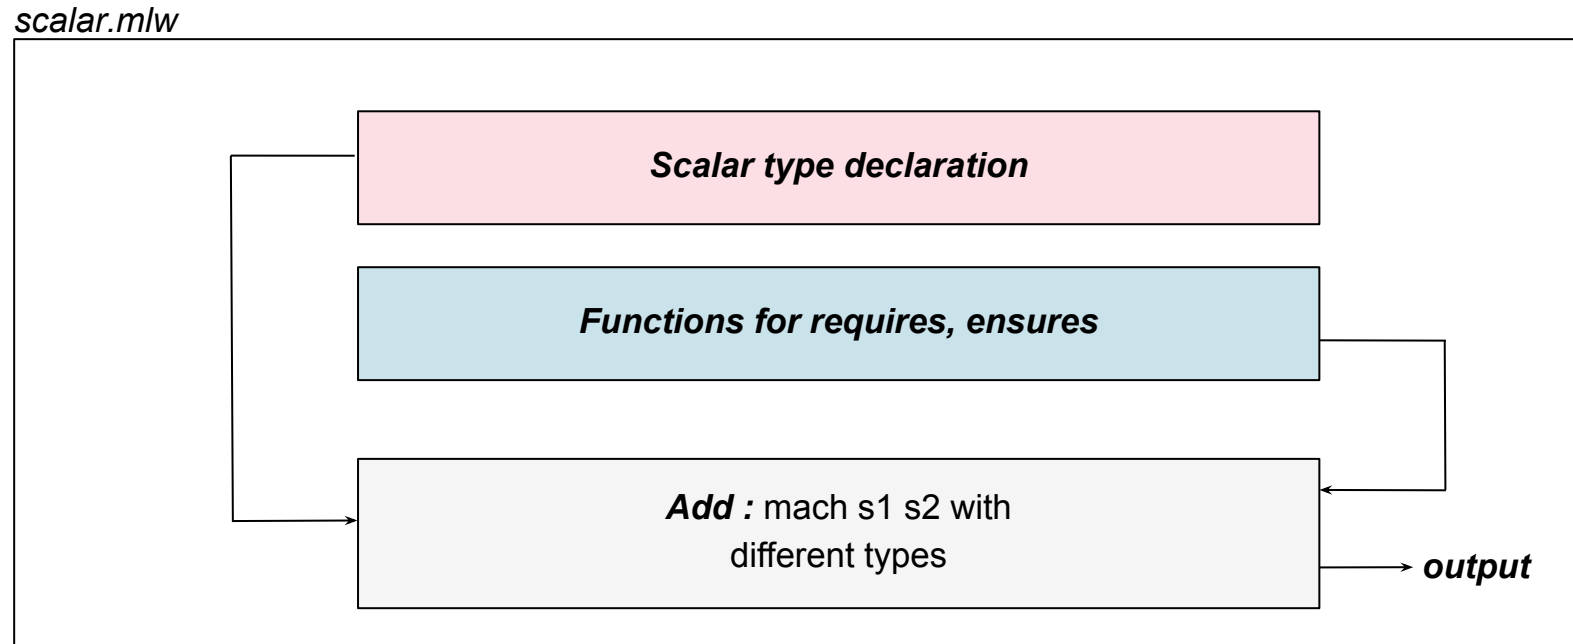 scalar.mlw
Scalar type declaration
Functions for requires, ensures
Add : mach s1 s2 with
different types
output